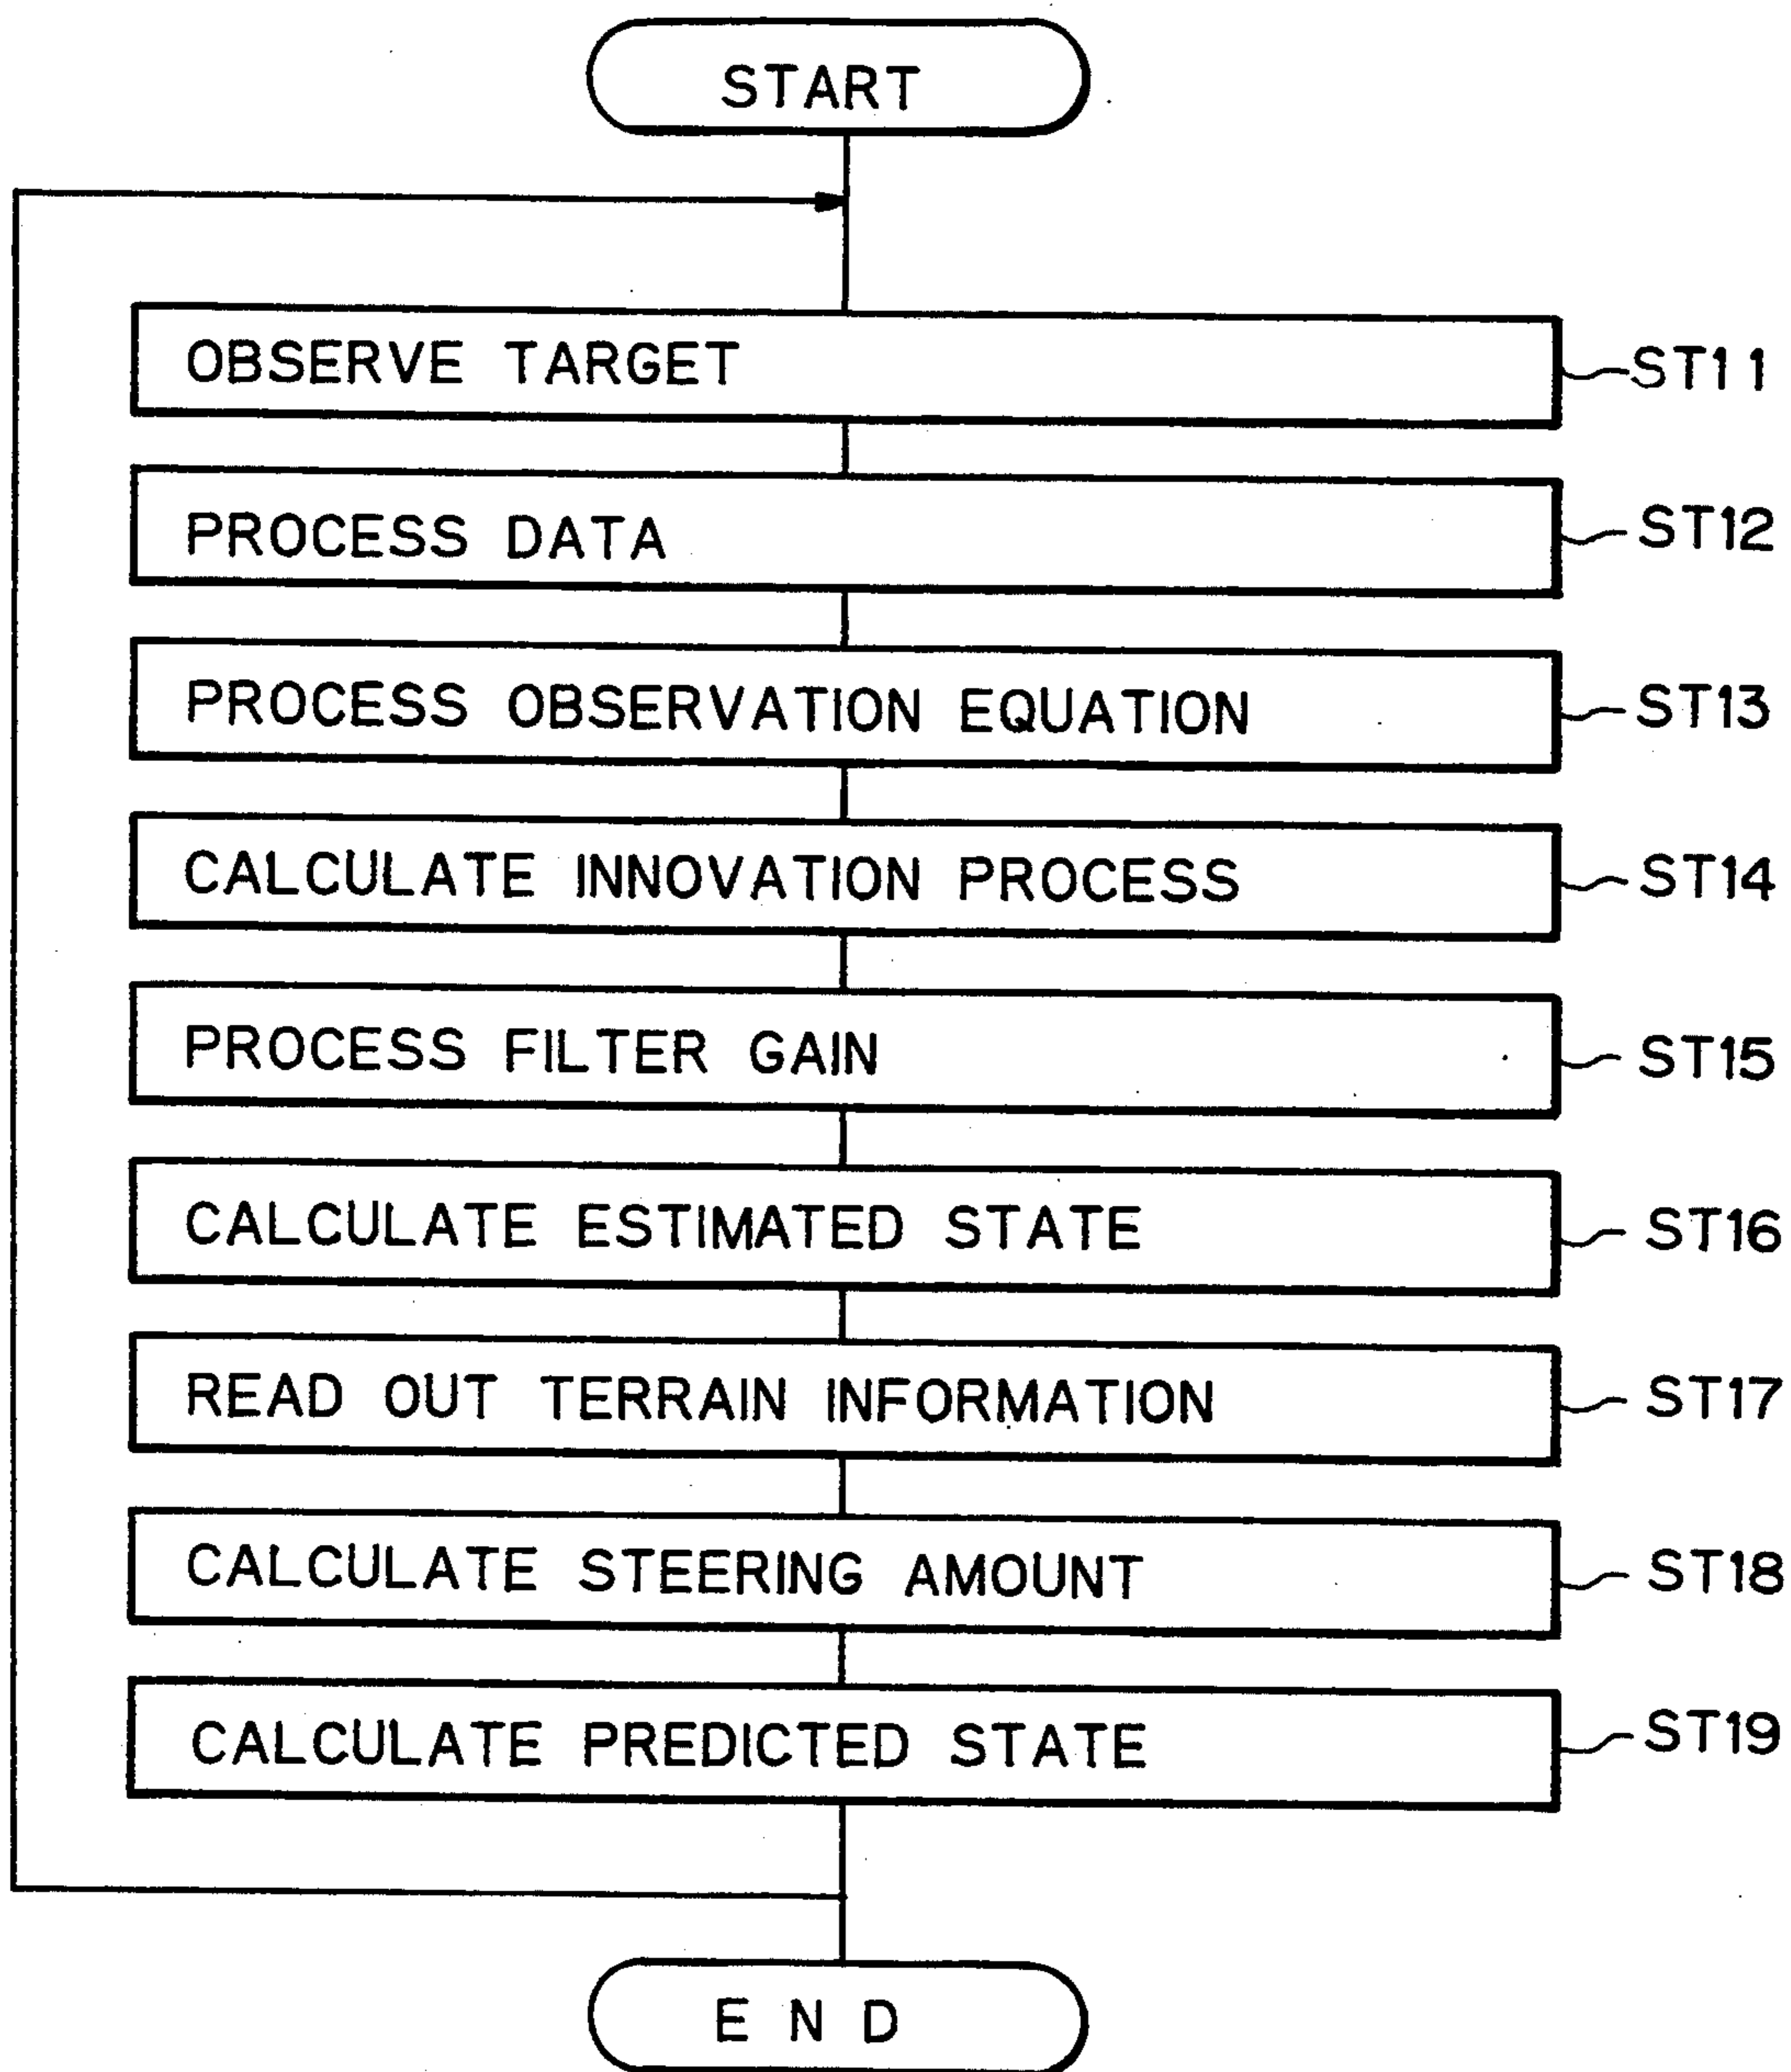 START
OBSERVE TARGET
ST11
PROCESS DATA
ST12
PROCESS OBSERVATION EQUATION
ST13
CALCULATE INNOVATION PROCESS
ST14
PROCESS FILTER GAIN
ST15
CALCULATE ESTIMATED STATE
ST16
READ OUT TERRAIN INFORMATION
ST17
CALCULATE STEERING AMOUNT
ST18
CALCULATE PREDICTED STATE
ST19
END